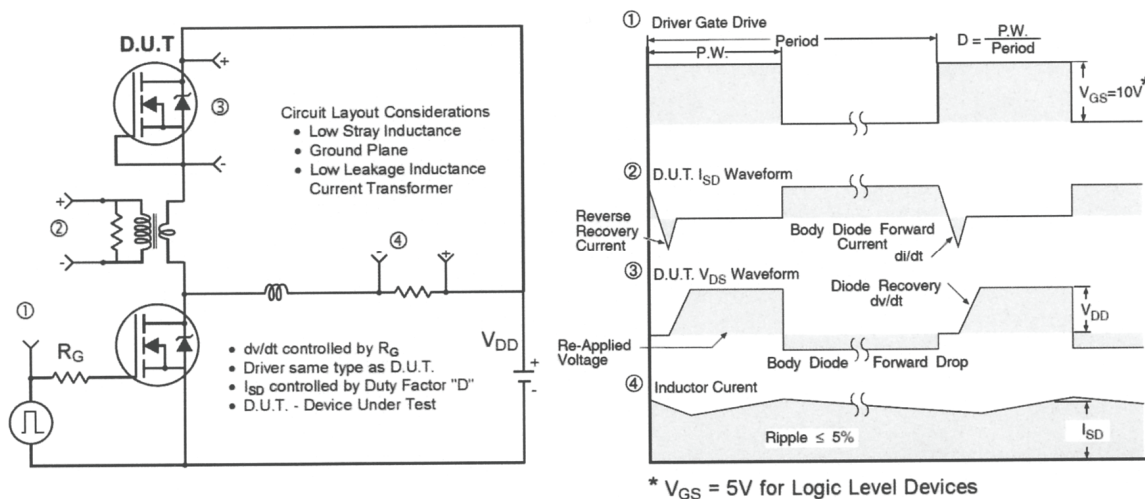 D.U.T
+
③
-
Circuit Layout Considerations
• Low Stray Inductance
• Ground Plane
• Low Leakage Inductance
Current Transformer
+
②
-
④
-
+
①
R_G
• dv/dt controlled by R_G
• Driver same type as D.U.T.
• I_SD controlled by Duty Factor "D"
• D.U.T. - Device Under Test
V_DD
+
-
① Driver Gate Drive
Period
P.W.
D = P.W. / Period
V_GS=10V*
② D.U.T. I_SD Waveform
Reverse
Recovery
Current
Body Diode Forward
Current
di/dt
③ D.U.T. V_DS Waveform
Diode Recovery
dv/dt
V_DD
Re-Applied
Voltage
Body Diode Forward Drop
④ Inductor Curent
I_SD
Ripple ≤ 5%
* V_GS = 5V for Logic Level Devices